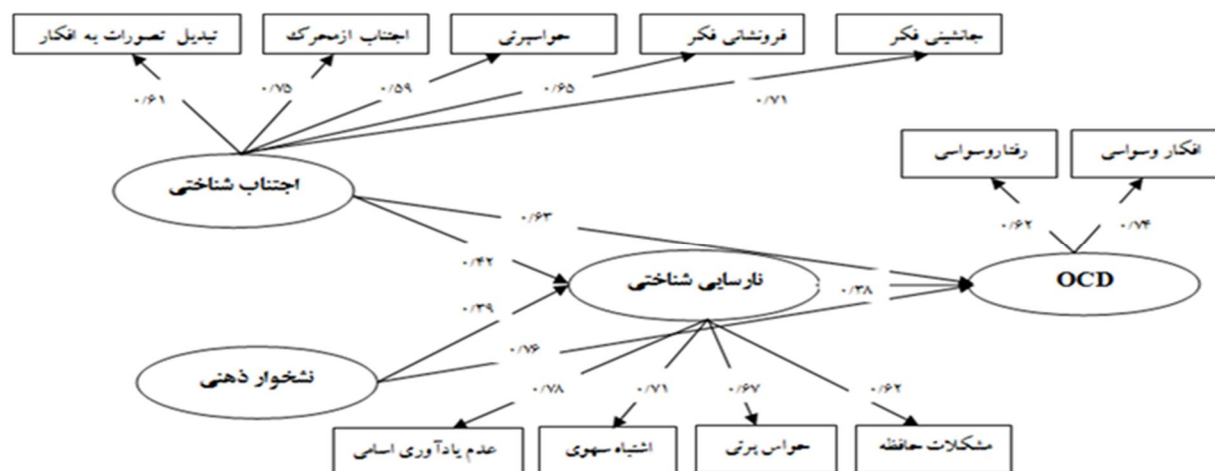 جانشینی فکر
فرونشانی فکر
حواسپرتی
اجتناب ازمحرک
تبدیل تصورات به افکار
۰/۷۱
۰/۶۵
۰/۵۹
۰/۷۵
۰/۶۱
افکار وسواسی
رفتاروسواسی
۰/۷۴
۰/۶۲
اجتناب شناختی
۰/۶۳
۰/۴۲
OCD
نارسایی شناختی
۰/۳۸
۰/۳۹
۰/۷۶
نشخوار ذهنی
۰/۶۲
۰/۶۷
۰/۷۱
۰/۷۸
مشکلات حافظه
حواس پرتی
اشتباه سهوی
عدم یادآوری اسامی